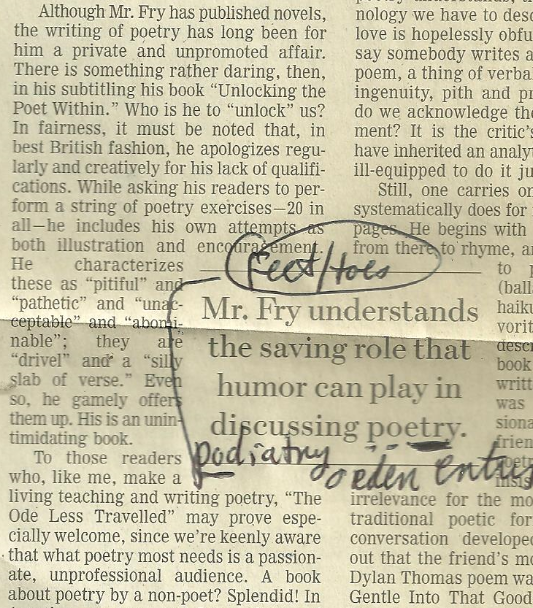 Although Mr. Fry has published novels,
the writing of poetry has long been for
him a private and unpromoted affair.
There is something rather daring, then,
in his subtitling his book “Unlocking the
Poet Within.” Who is he to “unlock” us?
In fairness, it must be noted that, in
best British fashion, he apologizes regu-
larly and creatively for his lack of qualifi-
cations. While asking his readers to per-
form a string of poetry exercises—20 in
all—he includes his own attempts as
both illustration and encouragement.
He characterizes
these as “pitiful” and
“pathetic” and “unac-
ceptable” and “abomi-
nable”; they are
“drivel” and a “silly
slab of verse.” Even
so, he gamely offers
them up. His is an unin-
timidating book.
To those readers
who, like me, make a
living teaching and writing poetry, “The
Ode Less Travelled” may prove espe-
cially welcome, since we’re keenly aware
that what poetry most needs is a passion-
ate, unprofessional audience. A book
about poetry by a non-poet? Splendid! In
Feet/toes
Mr. Fry understands
the saving role that
humor can play in
discussing poetry.
podiatry
oeden
nology we have to desc
love is hopelessly obfu
say somebody writes a
poem, a thing of verba
ingenuity, pith and pr
do we acknowledge the
ment? It is the critic’s
have inherited an analy
ill-equipped to do it ju
Still, one carries on
systematically does for
pages. He begins with
from there to rhyme, an
to p
(ball
haiku
vorit
descr
book
writt
was
siona
frien
poetr
insis
irrelevance for the mo
traditional poetic for
conversation develope
out that the friend’s mo
Dylan Thomas poem wa
Gentle Into That Good